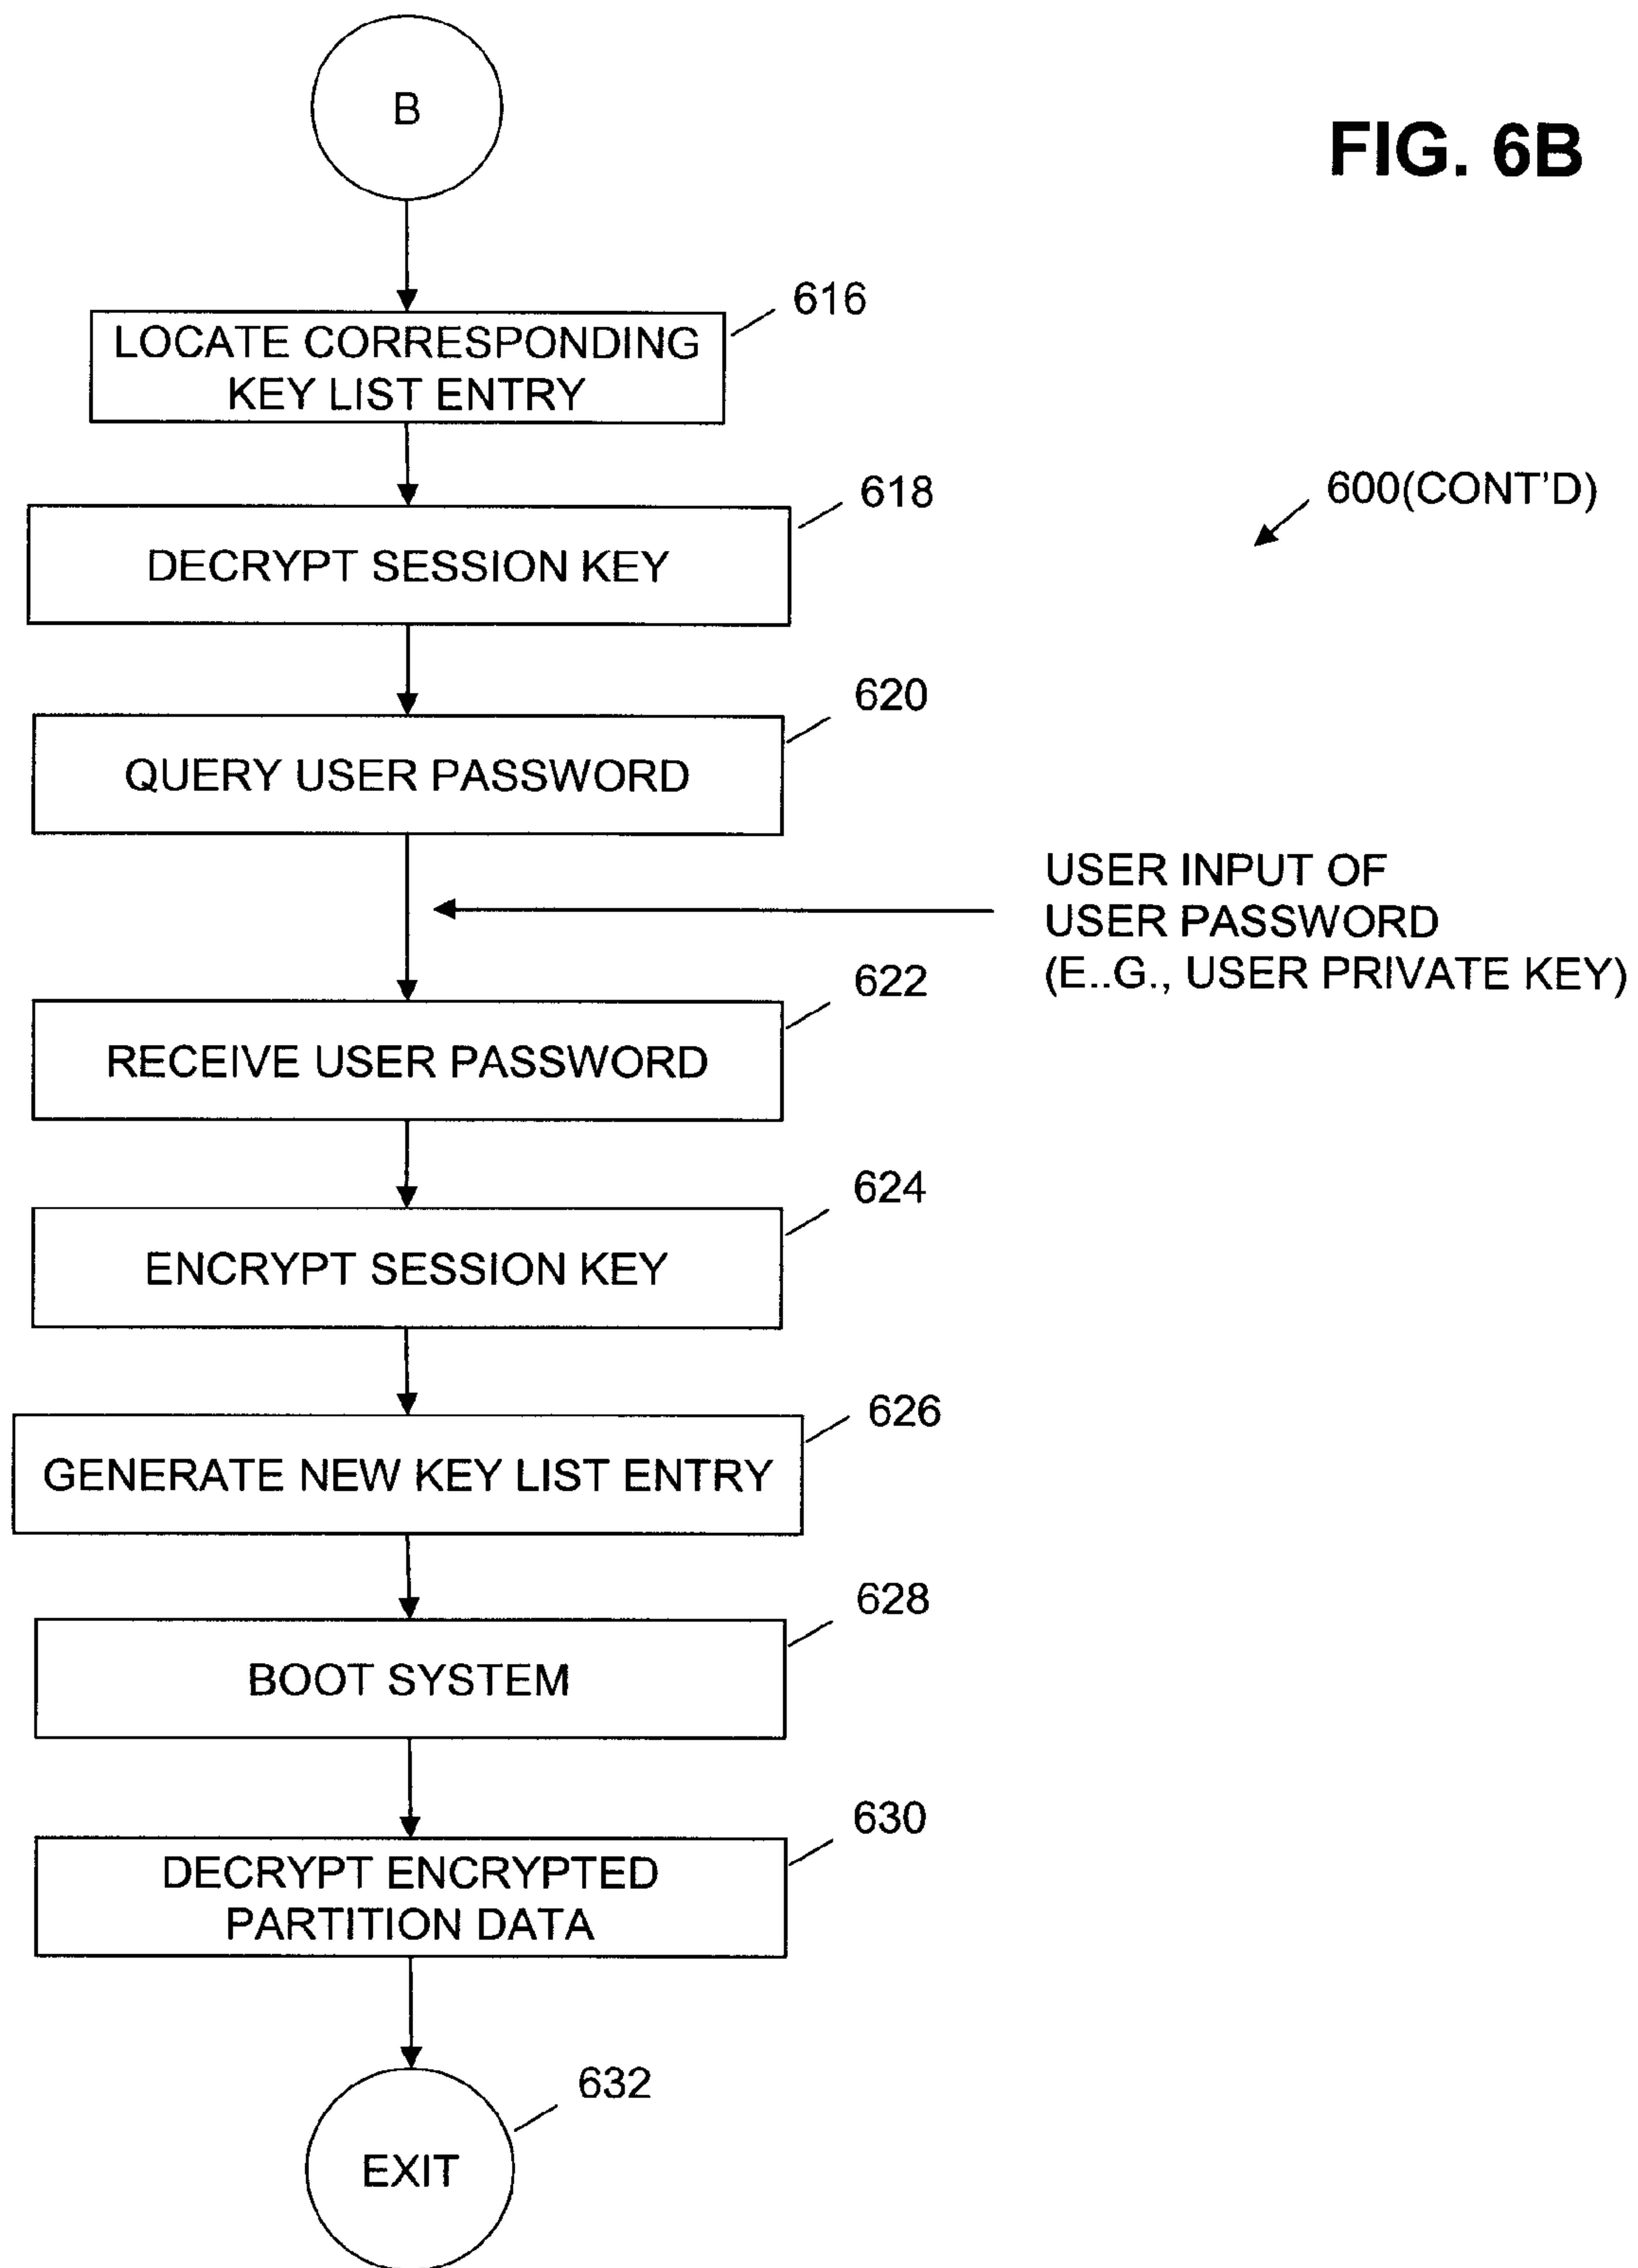 B
FIG. 6B
616
LOCATE CORRESPONDING
KEY LIST ENTRY
618
600(CONT'D)
DECRYPT SESSION KEY
620
QUERY USER PASSWORD
USER INPUT OF
USER PASSWORD
(E..G., USER PRIVATE KEY)
622
RECEIVE USER PASSWORD
624
ENCRYPT SESSION KEY
626
GENERATE NEW KEY LIST ENTRY
628
BOOT SYSTEM
630
DECRYPT ENCRYPTED
PARTITION DATA
632
EXIT